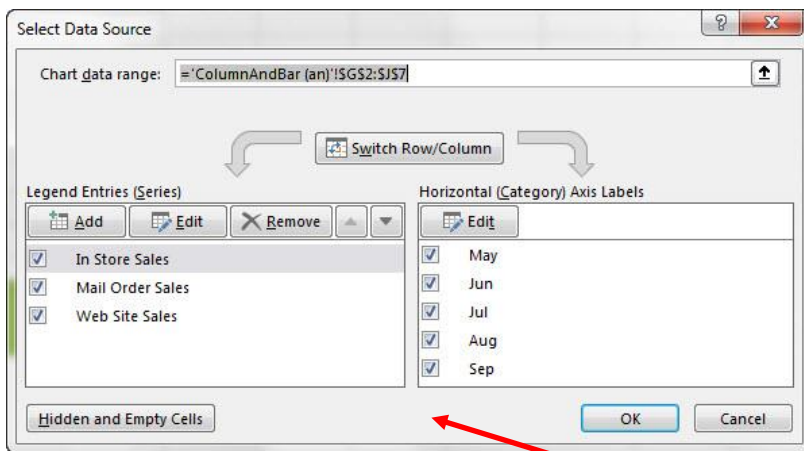 Select Data Source
Chart data range: ='ColumnAndBar (an)'!$G$2:$J$7
Switch Row/Column
Legend Entries (Series)
Add Edit Remove
In Store Sales
Mail Order Sales
Web Site Sales
Horizontal (Category) Axis Labels
Edit
May
Jun
Jul
Aug
Sep
Hidden and Empty Cells
OK Cancel